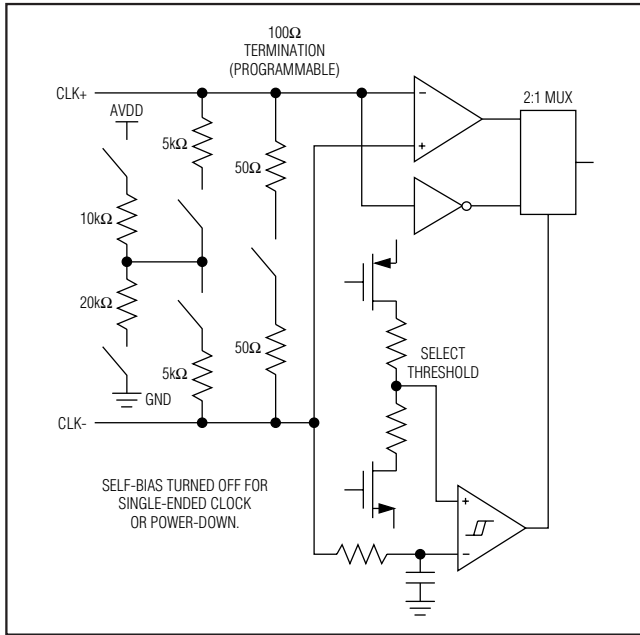 100Ω
TERMINATION
(PROGRAMMABLE)
2:1 MUX
CLK+
AVDD
5kΩ
50Ω
10kΩ
20kΩ
5kΩ
50Ω
SELECT
THRESHOLD
GND
CLK-
SELF-BIAS TURNED OFF FOR
SINGLE-ENDED CLOCK
OR POWER-DOWN.
−
+
+
−